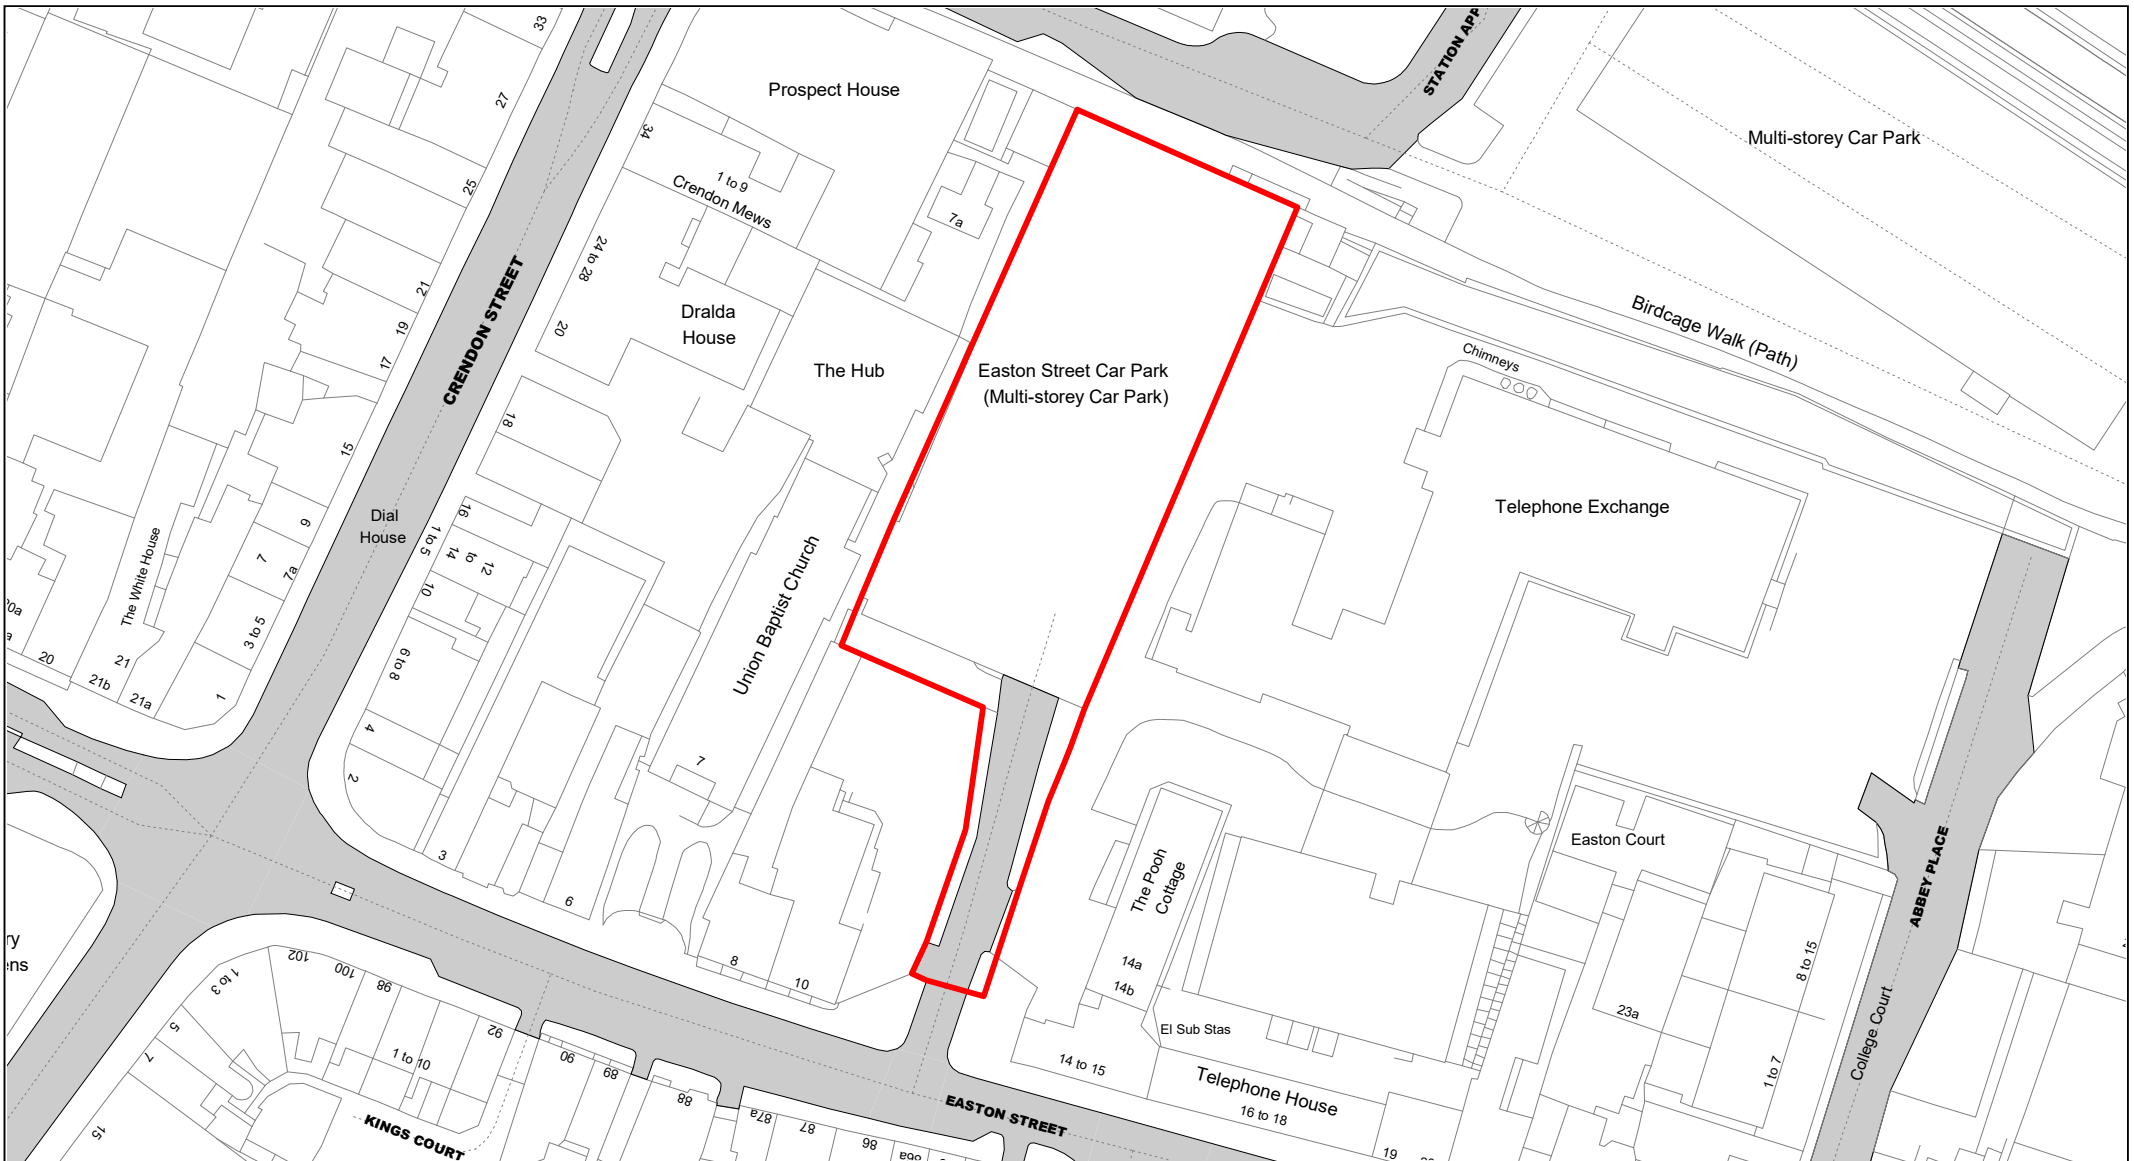 33
27
25
21
19
17
15
9
7
7a
3 to 5
1
CRENDON STREET
STATION APP
Prospect House
34
1 to 9
Crendon Mews
7a
24 to 28
20
Dralda
House
The Hub
Easton Street Car Park
(Multi-storey Car Park)
Multi-storey Car Park
Birdcage Walk (Path)
Chimneys
Telephone Exchange
18
16
Dial
House
1 to 5
14
to
12
10
6 to 8
4
2
3
6
7
Union Baptist Church
The White House
20
21
21b
21a
8
10
The Pooh
Cottage
14a
14b
El Sub Stas
14 to 15
Telephone House
16 to 18
Easton Court
23a
8 to 15
1 to 7
ABBEY PLACE
College Court
102
100
98
92
1 to 3
5
7
15
1 to 10
90
89
88
87a
87
86
KINGS COURT
EASTON STREET
19